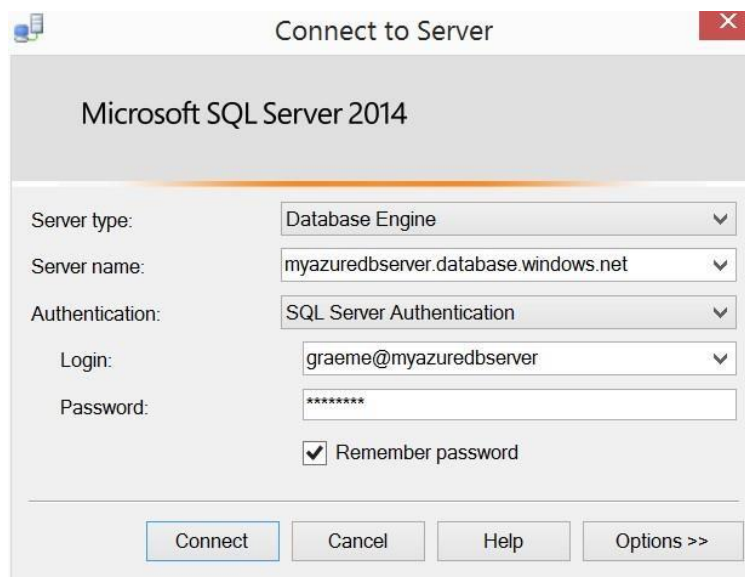 Connect to Server
Microsoft SQL Server 2014
Server type: Database Engine
Server name: myazuredbserver.database.windows.net
Authentication: SQL Server Authentication
Login: graeme@myazuredbserver
Password: ********
Remember password
Connect Cancel Help Options >>